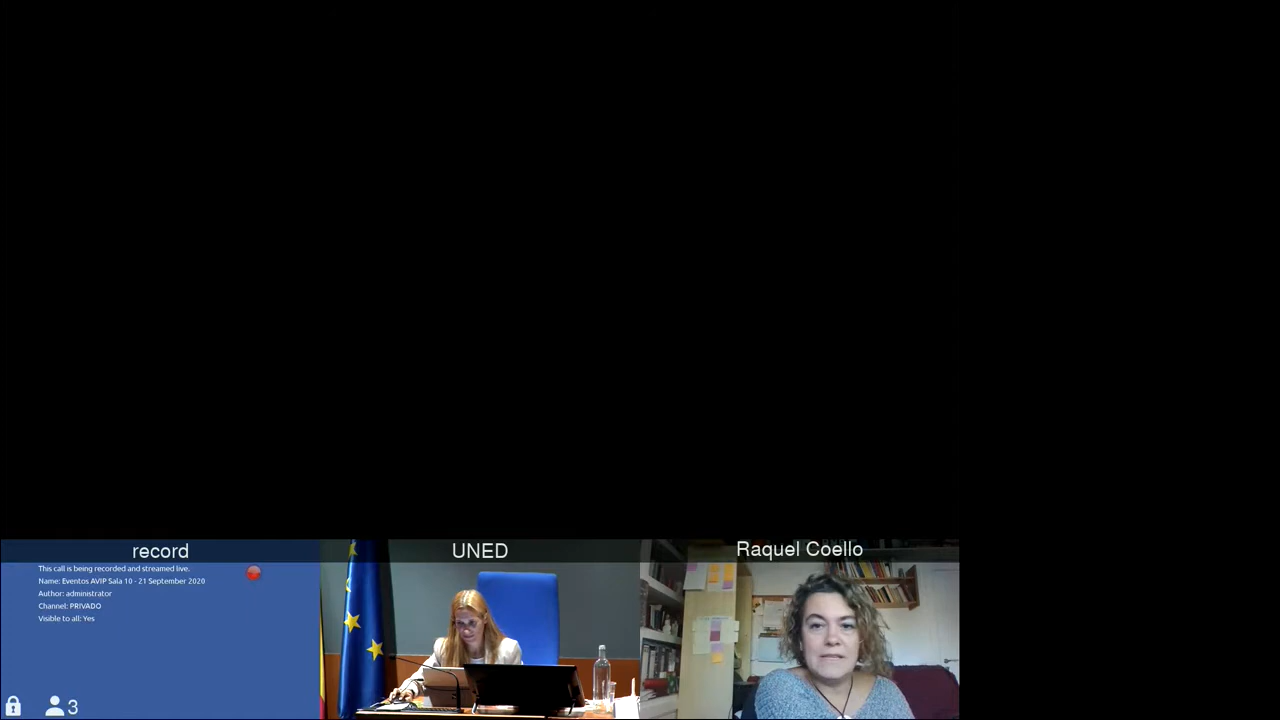 record
This call is being recorded and streamed live.
Name: Eventos AVIP Sala 10 - 21 September 2020
Author: administrator
Channel: PRIVADO
Visible to all: Yes
3
UNED
Raquel Coello